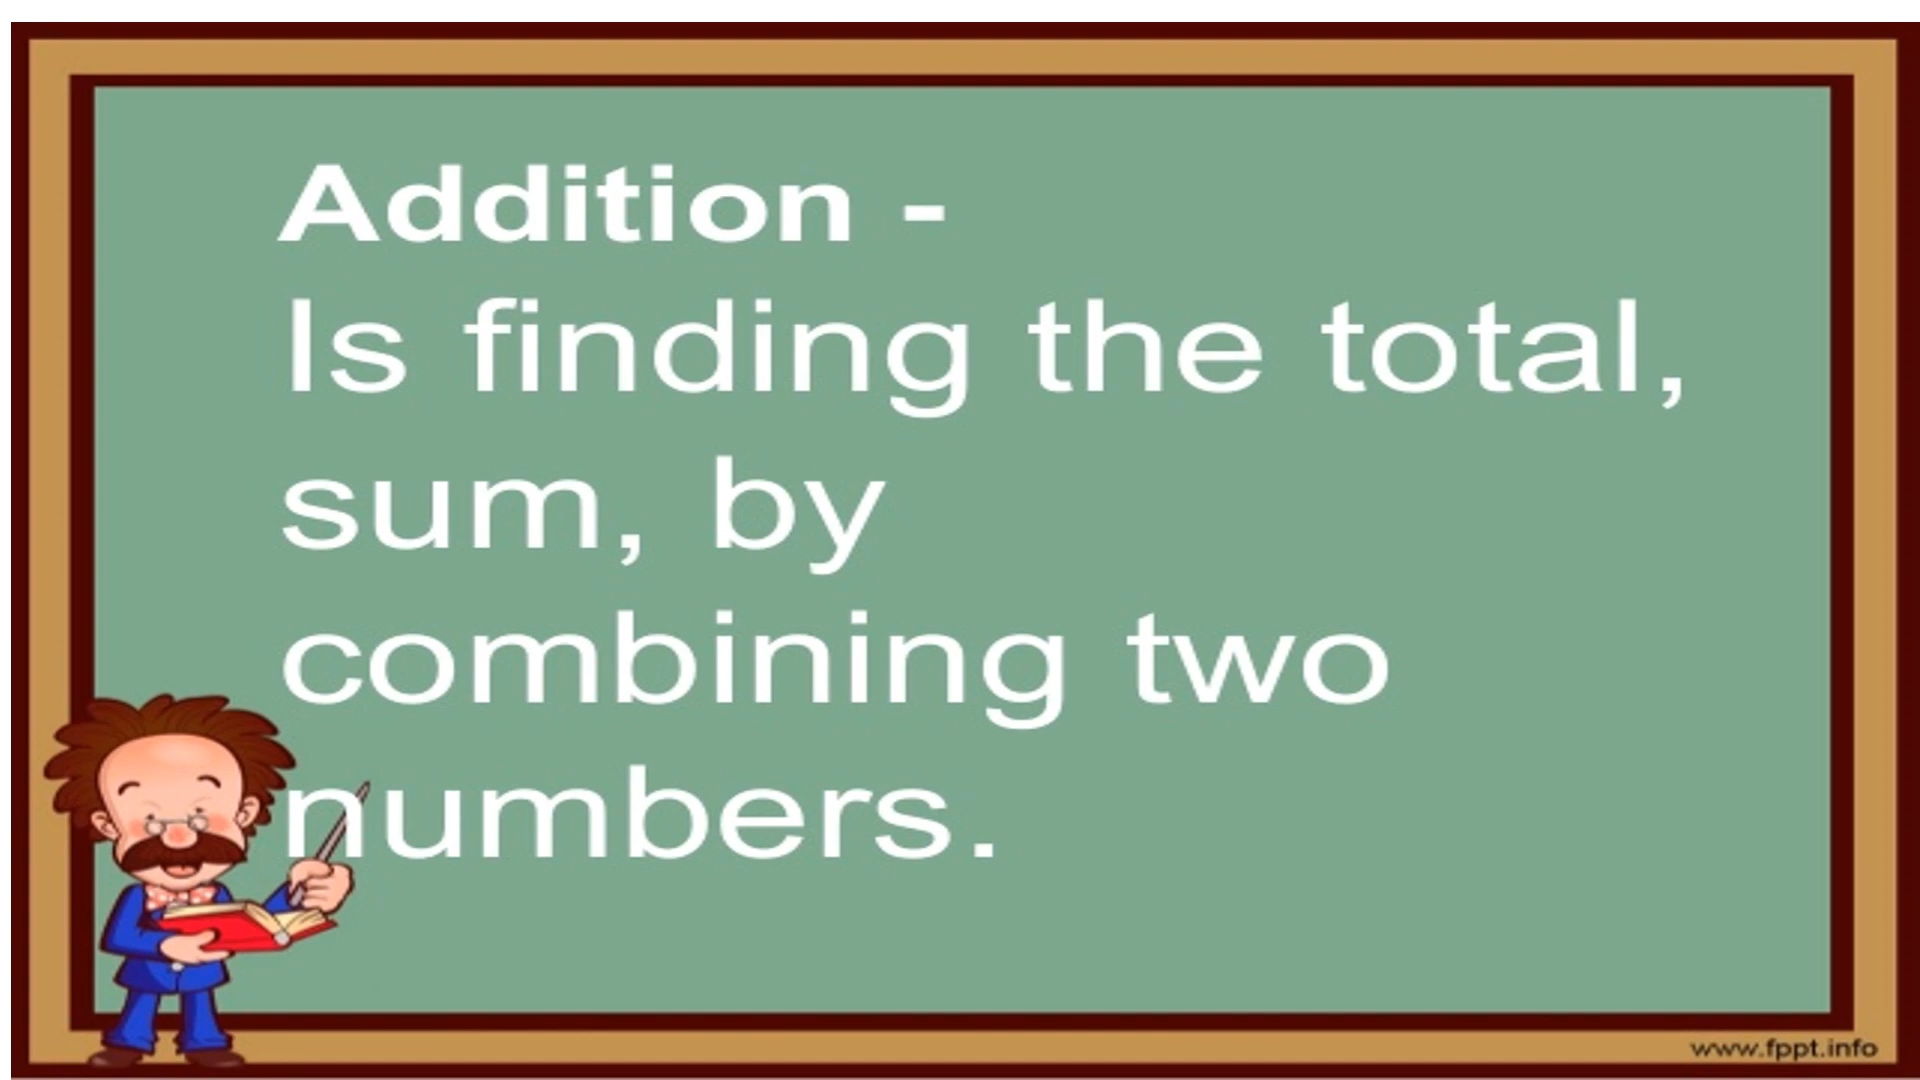 Addition -
Is finding the total,
sum, by
combining two
numbers.
www.fppt.info